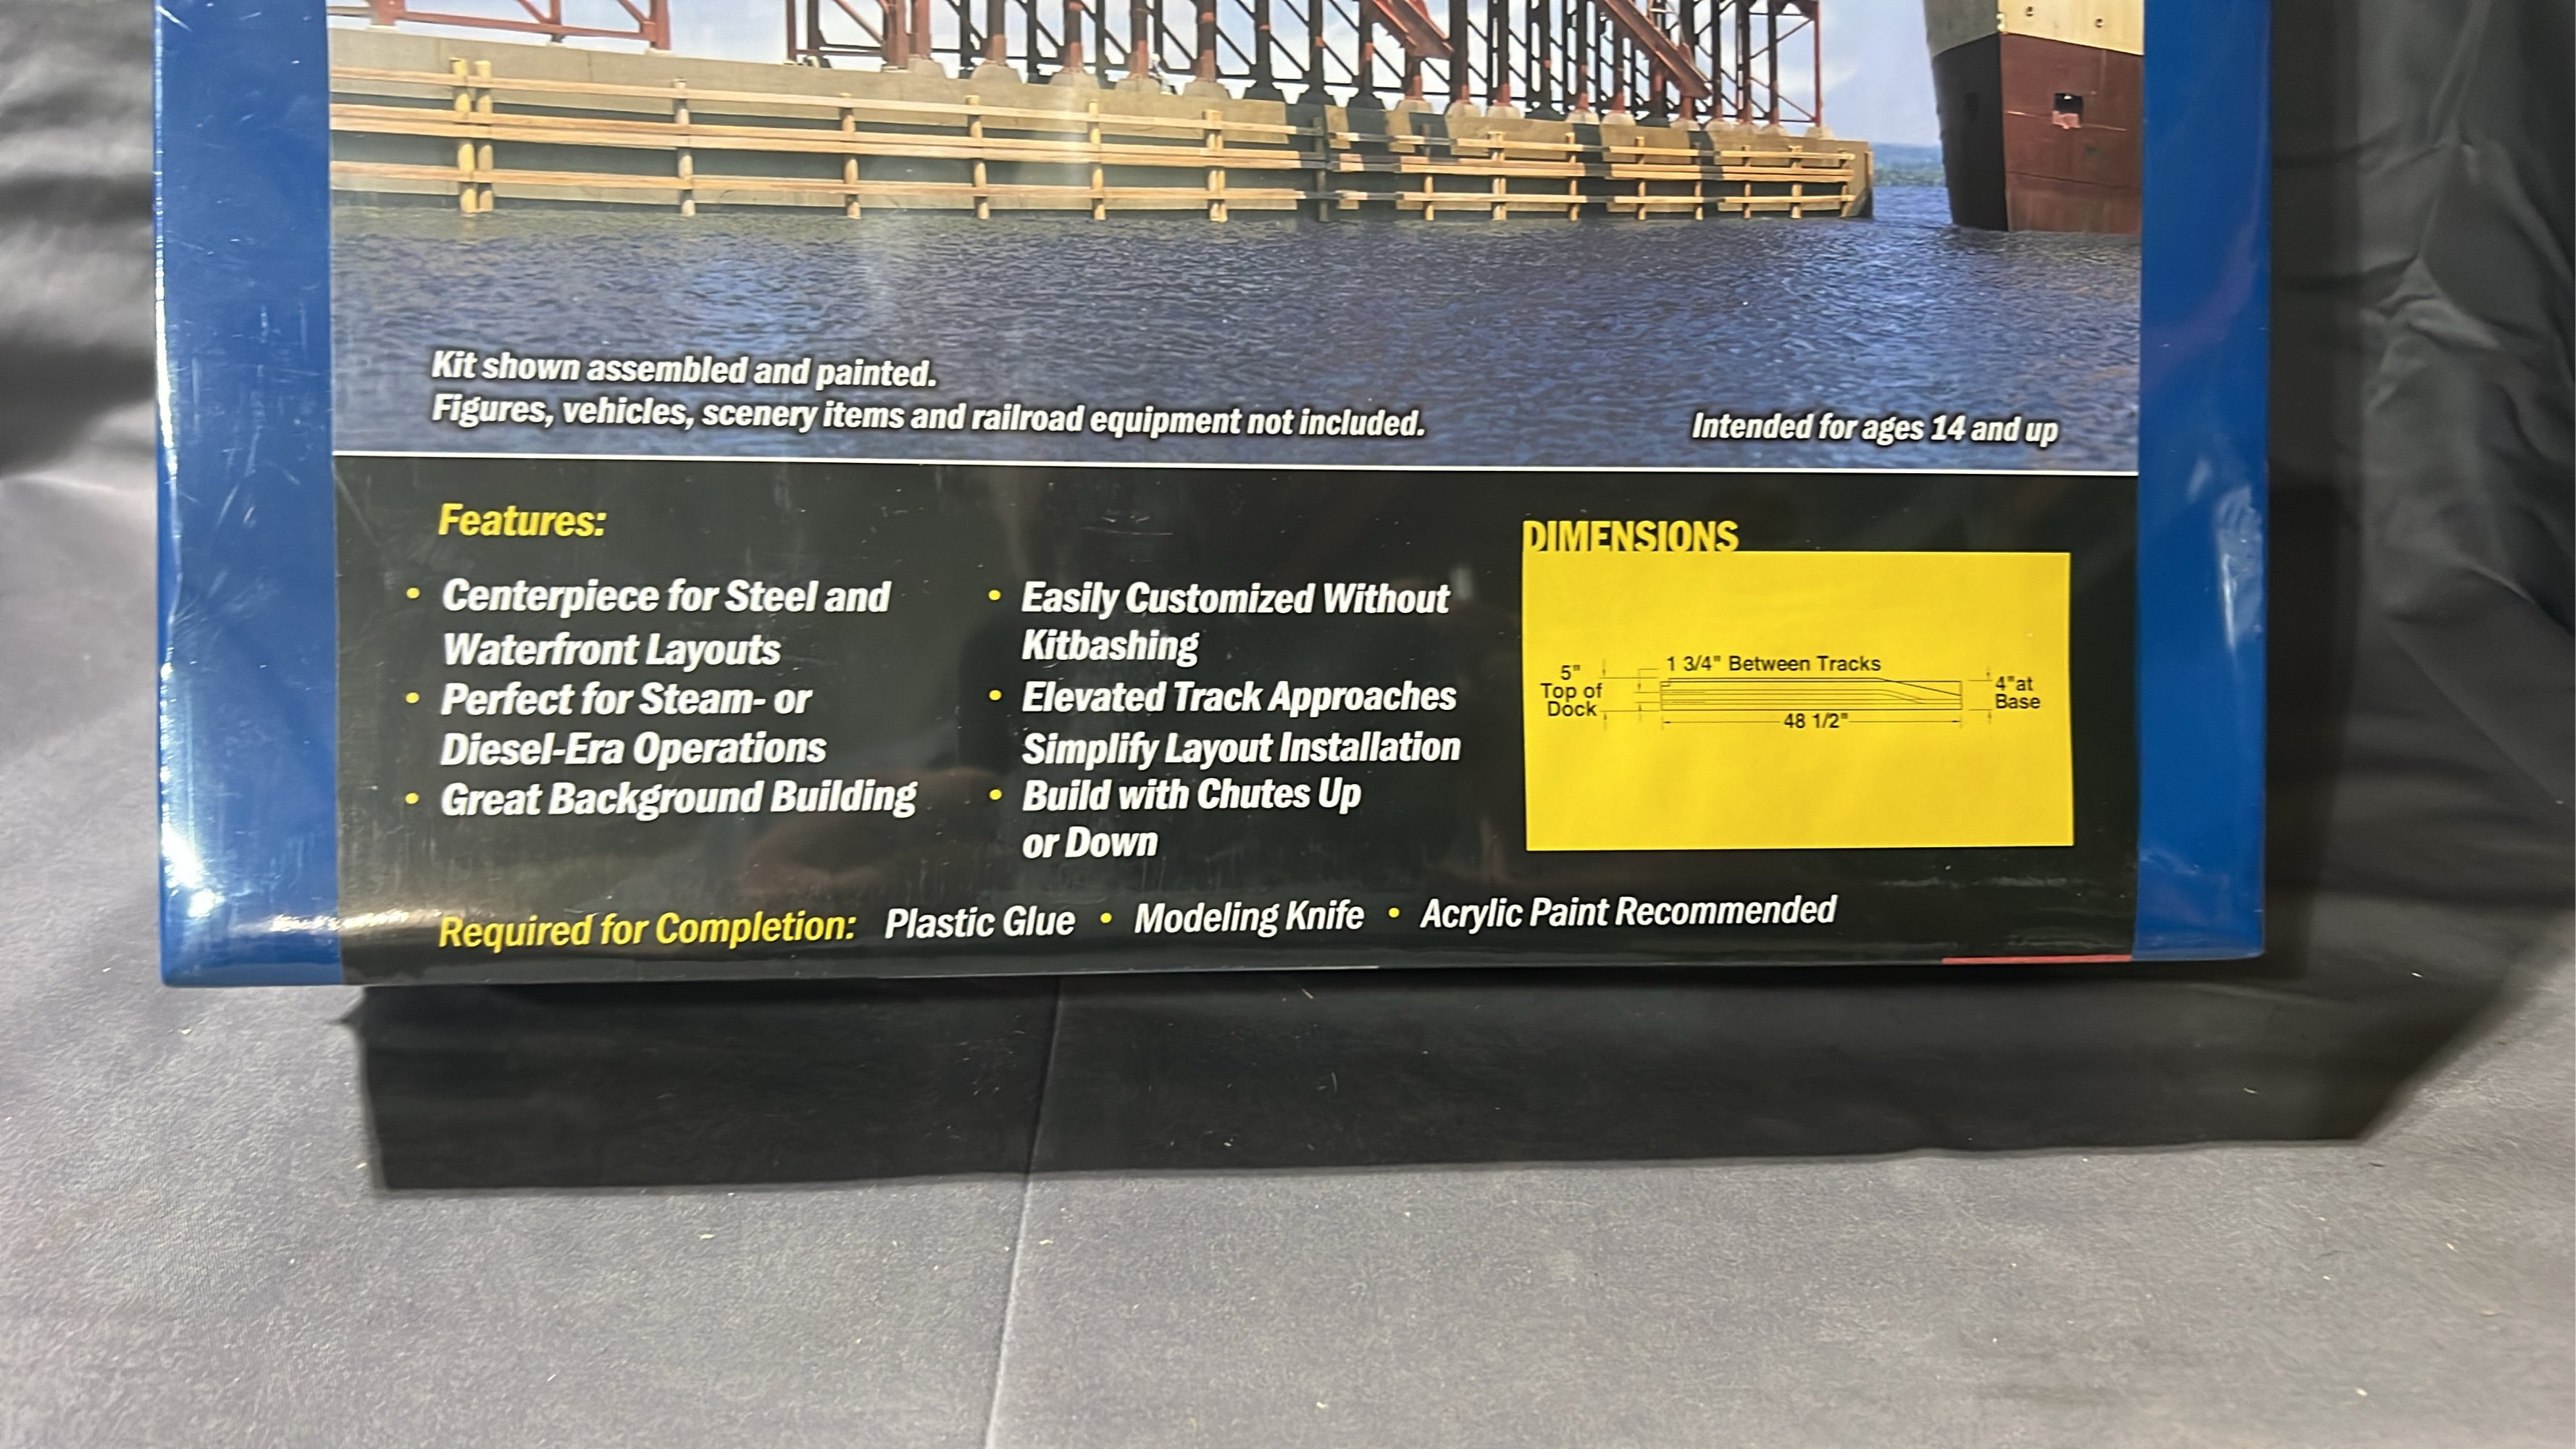 Kit shown assembled and painted.
Figures, vehicles, scenery items and railroad equipment not included.
Intended for ages 14 and up
Features:
• Centerpiece for Steel and
Waterfront Layouts
• Perfect for Steam- or
Diesel-Era Operations
• Great Background Building
• Easily Customized Without
Kitbashing
• Elevated Track Approaches
Simplify Layout Installation
• Build with Chutes Up
or Down
DIMENSIONS
1 3/4" Between Tracks
5"
Top of
Dock
4"at
Base
48 1/2"
Required for Completion: Plastic Glue • Modeling Knife • Acrylic Paint Recommended